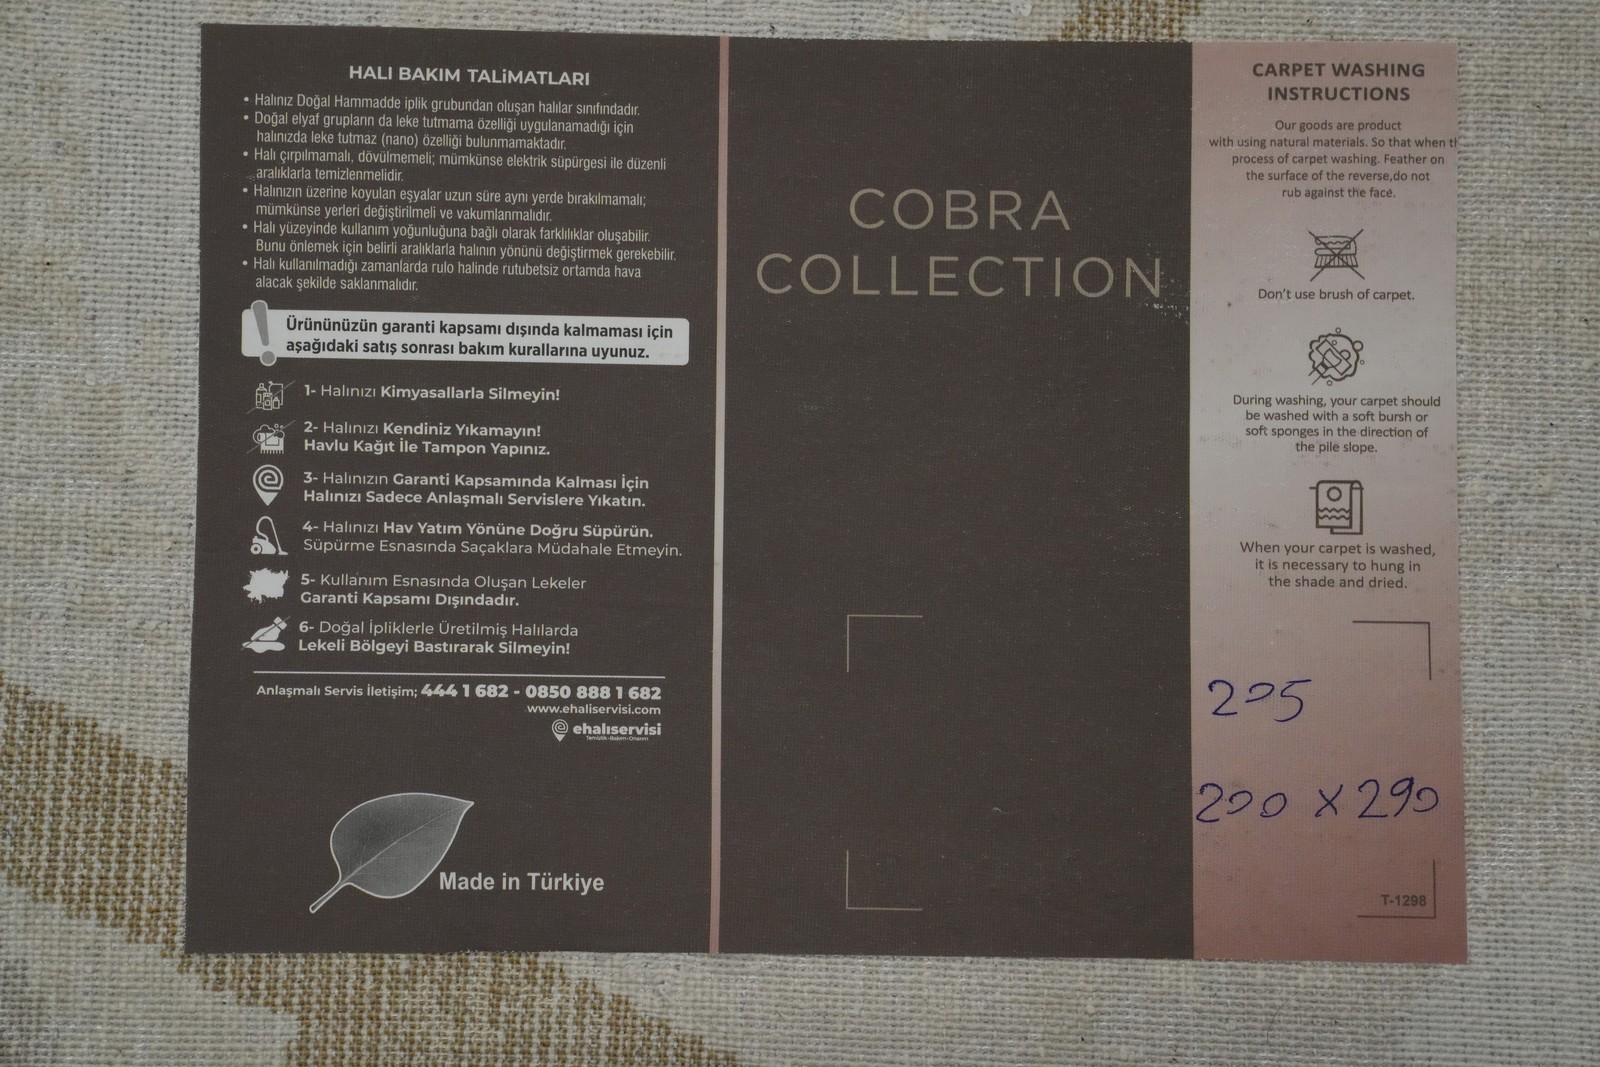 HALI BAKIM TALİMATLARI
• Halınız Doğal Hammadde iplik grubundan oluşan halılar sınıfındadır.
• Doğal elyaf grupların da leke tutmama özelliği uygulanamadığı için
halınızda leke tutmaz (nano) özelliği bulunmamaktadır.
• Halı çırpılmamalı, dövülmemeli; mümkünse elektrik süpürgesi ile düzenli
aralıklarla temizlenmelidir.
• Halınızın üzerine koyulan eşyalar uzun süre aynı yerde bırakılmamalı;
mümkünse yerleri değiştirilmeli ve vakumlanmalıdır.
• Halı yüzeyinde kullanım yoğunluğuna bağlı olarak farklılıklar oluşabilir.
Bunu önlemek için belirli aralıklarla halının yönünü değiştirmek gerekebilir.
• Halı kullanılmadığı zamanlarda rulo halinde rutubetsiz ortamda hava
alacak şekilde saklanmalıdır.
Ürününüzün garanti kapsamı dışında kalmaması için
aşağıdaki satış sonrası bakım kurallarına uyunuz.
1- Halınızı Kimyasallarla Silmeyin!
2- Halınızı Kendiniz Yıkamayın!
Havlu Kağıt İle Tampon Yapınız.
3- Halınızın Garanti Kapsamında Kalması İçin
Halınızı Sadece Anlaşmalı Servislere Yıkatın.
4- Halınızı Hav Yatım Yönüne Doğru Süpürün.
Süpürme Esnasında Saçaklara Müdahale Etmeyin.
5- Kullanım Esnasında Oluşan Lekeler
Garanti Kapsamı Dışındadır.
6- Doğal İpliklerle Üretilmiş Halılarda
Lekeli Bölgeyi Bastırarak Silmeyin!
Anlaşmalı Servis İletişim; 444 1 682 - 0850 888 1 682
www.ehaliservisi.com
ehalıservisi
Temizlik-Bakım-Onarım
Made in Türkiye
COBRA
COLLECTION
CARPET WASHING
INSTRUCTIONS
Our goods are product
with using natural materials. So that when th
process of carpet washing. Feather on
the surface of the reverse,do not
rub against the face.
Don't use brush of carpet.
During washing, your carpet should
be washed with a soft bursh or
soft sponges in the direction of
the pile slope.
When your carpet is washed,
it is necessary to hung in
the shade and dried.
205
200 x 290
T-1298